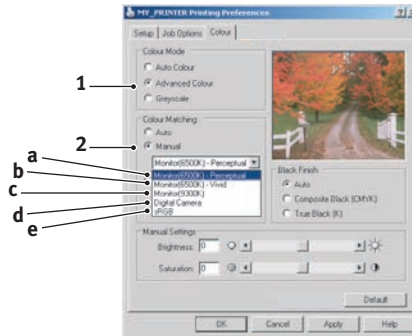 MY_PRINTER Printing Preferences
Setup Job Options Colour
Colour Mode
Auto Colour
1
Advanced Colour
Greyscale
Colour Matching
Auto
2
Manual
Monitor(6500K) - Perceptual
a
Monitor(6500K) - Perceptual
b
Monitor(6500K) - Vivid
c
Monitor(9300K)
d
Digital Camera
e
sRGB
Black Finish
Auto
Composite Black (CMYK)
True Black (K)
Manual Settings
Brightness: 0
Saturation: 0
Default
OK Cancel Apply Help